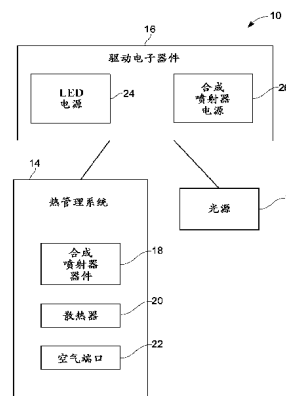 10
16
驱动电子器件
LED
电源
24
合成
喷射器
电源
26
14
热管理系统
光源
合成
喷射器
器件
18
散热器
20
空气端口
22